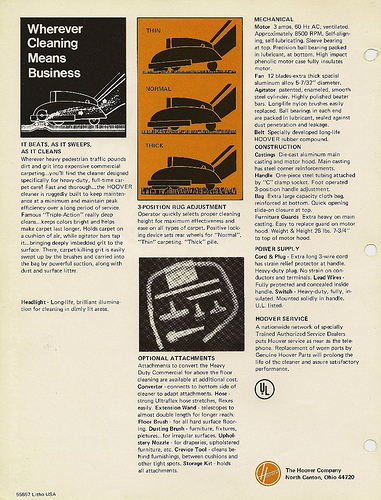 Wherever
Cleaning
Means
Business
IT BEATS, AS IT SWEEPS,
AS IT CLEANS
Wherever heavy pedestrian traffic pounds
dirt and grit into expensive commercial
carpeting...you'll find the cleaner designed
specifically for heavy-duty, full-time car-
pet care! Fast and thorough...the HOOVER
cleaner is ruggedly built to keep mainten-
ance at a minimum and maintain peak
efficiency over a long period of service.
Famous "Triple-Action" really deep
cleans...keeps colors bright and helps
make carpet last longer. Holds carpet on
a cushion of air, while agitator bars tap
it...bringing deeply imbedded grit to the
surface. There, carpet-killing grit is easily
swept up by the brushes and carried into
the bag by powerful suction, along with
dust and surface litter.
Headlight - Long-life, brilliant illumina-
tion for cleaning in dimly lit areas.
55657 Litho USA
THIN
NORMAL
THICK
3-POSITION RUG ADJUSTMENT
Operator quickly selects proper cleaning
height for maximum effectiveness and
ease on all types of carpet. Positive lock-
ing device sets rear wheels for "Normal",
"Thin" carpeting. "Thick" pile.
OPTIONAL ATTACHMENTS
Attachments to convert the Heavy
Duty Commercial for above the floor
cleaning are available at additional cost.
Converter - connects to bottom side of
cleaner to adapt attachments. Hose -
strong Ultraflex hose stretches, flexes
easily. Extension Wand - telescopes to
almost double length for longer reach.
Floor Brush - for all hard surface floor-
ing. Dusting Brush - furniture, fixtures,
pictures...for irregular surfaces. Uphol-
stery Nozzle - for draperies, upholstered
furniture, etc. Crevice Tool - cleans be-
hind furnishings, between cushions and
other tight spots. Storage Kit - holds
all attachments.
MECHANICAL
Motor 3 amps, 60 Hz AC, ventilated.
Approximately 8500 RPM. Self-align-
ing, self-lubricating. Sleeve bearing
at top. Precision ball bearing packed
in lubricant, at bottom. High impact
phenolic motor case fully insulates
motor.
Fan 12 blades-extra thick special
aluminum alloy 5-7/32" diameter.
Agitator patented, enameled, smooth
steel cylinder. Highly polished beater
bars. Long-life nylon brushes easily
replaced. Ball bearings in each end
are packed in lubricant, sealed against
dust penetration and leakage.
Belt Specially developed long-life
HOOVER rubber compound.
CONSTRUCTION
Castings Die-cast aluminum main
casting and motor hood. Main casting
has steel corner reinforcements.
Handle One-piece steel tubing attached
by "C" clamp socket. Foot operated
3-position handle adjustment.
Bag Extra large capacity cloth bag,
reinforced at bottom. Quick opening
slide-on closure at top.
Furniture Guards Extra heavy on main
casting. Easy to replace guard on motor
hood. Weight & Height 26 lbs. 7-3/4"
to top of motor hood.
POWER SUPPLY
Cord & Plug - Extra long 3-wire cord
has strain relief protector at handle.
Heavy-duty plug. No strain on con-
ductors and terminals. Lead Wires -
Fully protected and concealed inside
handle. Switch - Heavy-duty, fully, in-
sulated. Mounted solidly in handle.
U.L. listed.
HOOVER SERVICE
A nationwide network of specially
Trained Authorized Service Dealers
puts Hoover service as near as the tele-
phone. Replacement of worn parts by
Genuine Hoover Parts will prolong the
life of the cleaner and assure satisfactory
performance.
UL
Hoover
The Hoover Company
North Canton, Ohio 44720